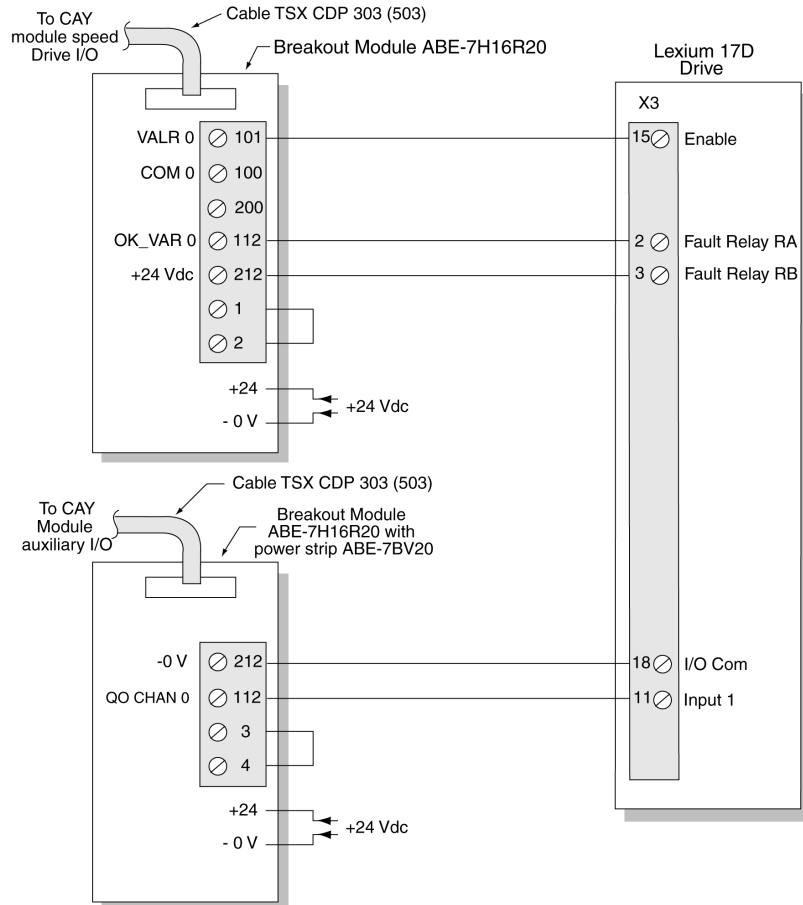 To CAY
module speed
Drive I/O
Cable TSX CDP 303 (503)
Breakout Module ABE-7H16R20
Lexium 17D
Drive
X3
VALR 0 101
15 Enable
COM 0 100
200
OK_VAR 0 112
2 Fault Relay RA
+24 Vdc 212
3 Fault Relay RB
1
2
+24
- 0 V
+24 Vdc
Cable TSX CDP 303 (503)
To CAY
Module
auxiliary I/O
Breakout Module
ABE-7H16R20 with
power strip ABE-7BV20
-0 V 212
18 I/O Com
QO CHAN 0 112
11 Input 1
3
4
+24
- 0 V
+24 Vdc